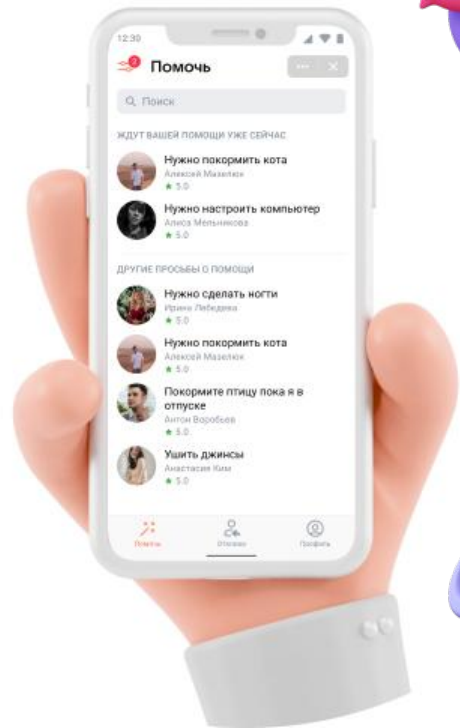 12:30
2
Помочь
Поиск
ЖДУТ ВАШЕЙ ПОМОЩИ УЖЕ СЕЙЧАС
Нужно покормить кота
Алексей Мазелюк
★ 5.0
Нужно настроить компьютер
Алиса Мельникова
★ 5.0
ДРУГИЕ ПРОСЬБЫ О ПОМОЩИ
Нужно сделать ногти
Ирина Лебедева
★ 5.0
Нужно покормить кота
Алексей Мазелюк
★ 5.0
Покормите птицу пока я в
отпуске
Антон Воробьев
★ 5.0
Ушить джинсы
Анастасия Ким
★ 5.0
Помочь
Профиль